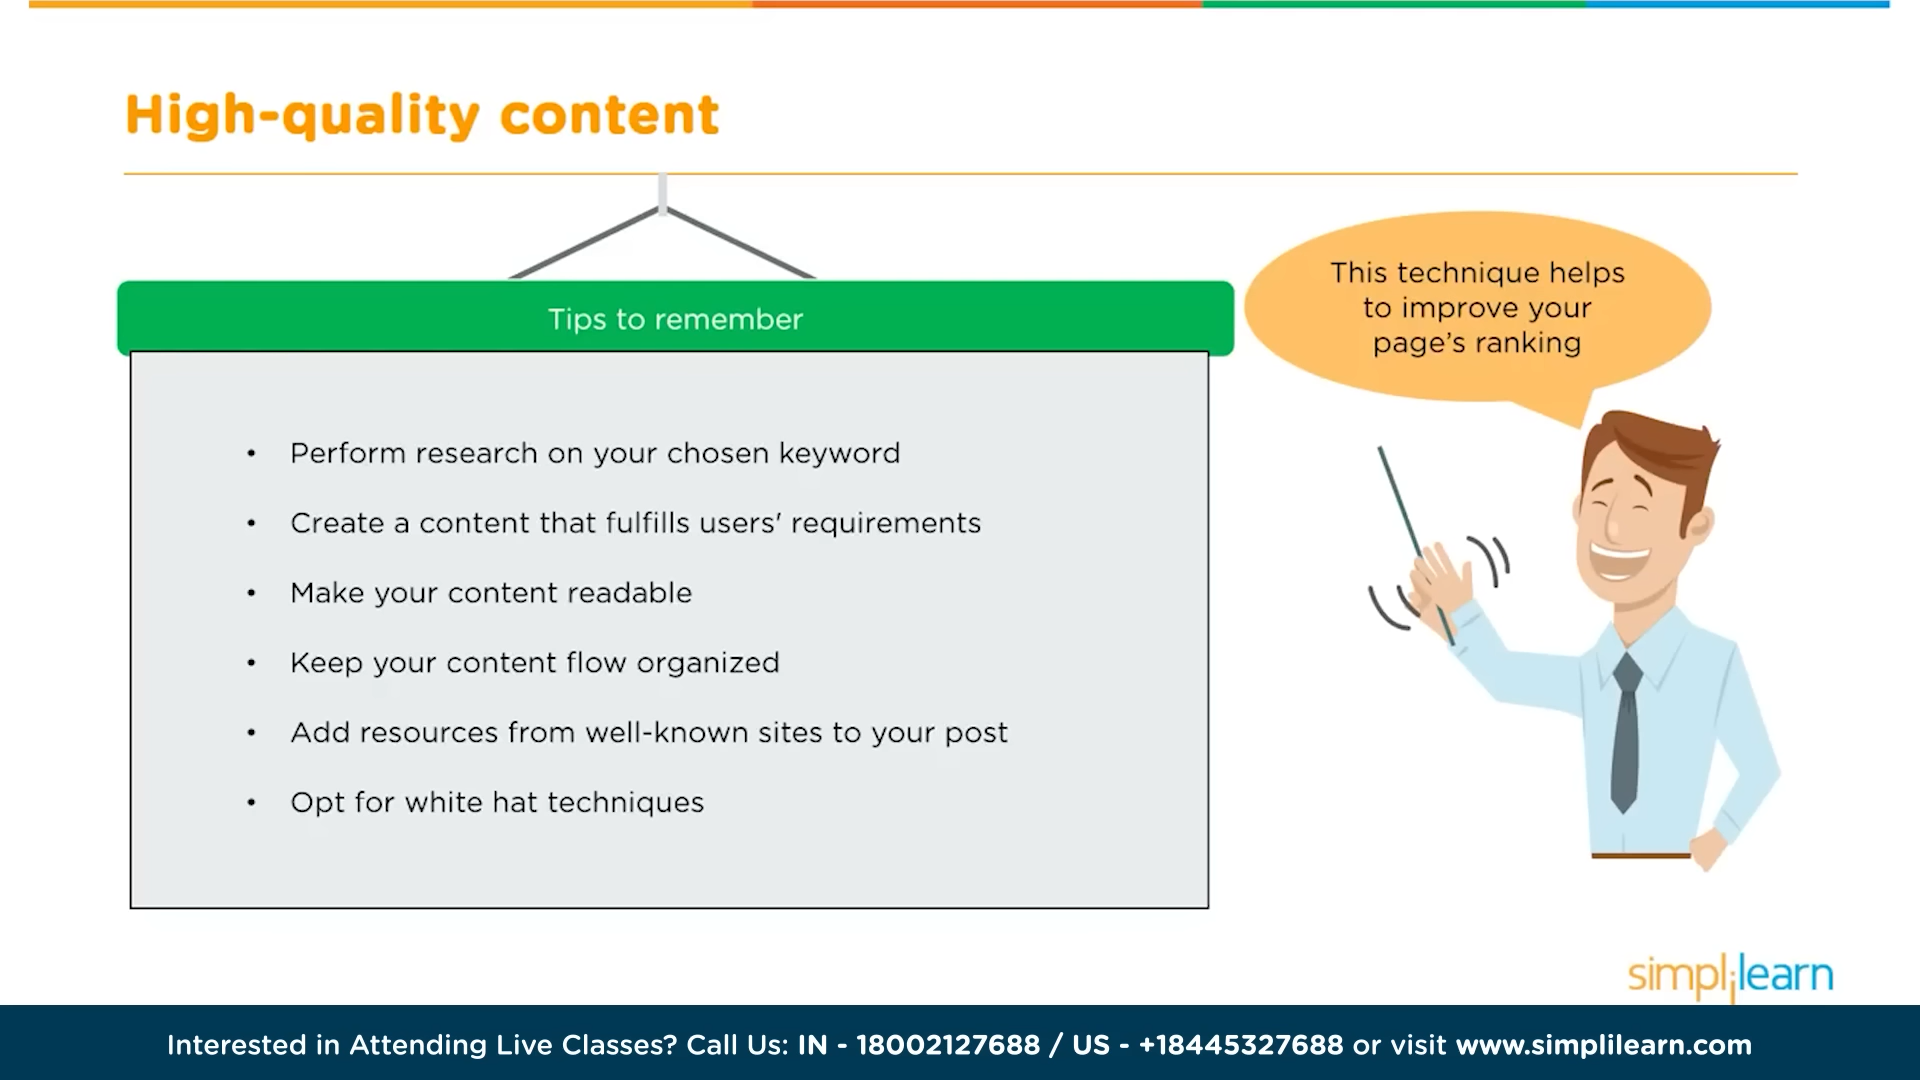 High-quality content
Tips to remember
This technique helps
to improve your
page's ranking
• Perform research on your chosen keyword
• Create a content that fulfills users' requirements
• Make your content readable
• Keep your content flow organized
• Add resources from well-known sites to your post
• Opt for white hat techniques
simplilearn
Interested in Attending Live Classes? Call Us: IN - 18002127688 / US - +18445327688 or visit www.simplilearn.com